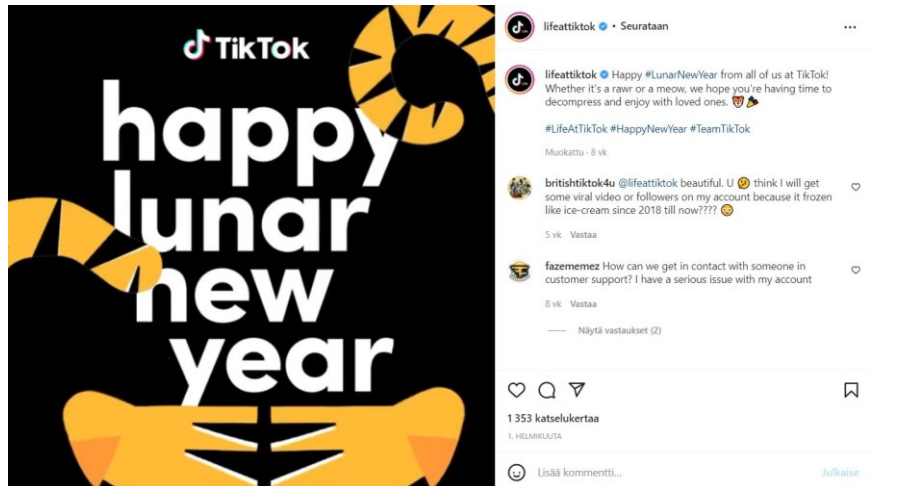 TikTok
happy
lunar
new
year
lifeattiktok • Seurataan
lifeattiktok Happy #LunarNewYear from all of us at TikTok!
Whether it's a rawr or a meow, we hope you're having time to
decompress and enjoy with loved ones. 🐯 🎉
#LifeAtTikTok #HappyNewYear #TeamTikTok
Muokattu · 8 vk
britishtiktok4u @lifeattiktok beautiful. U 🤔 think I will get
some viral video or followers on my account because it frozen
like ice-cream since 2018 till now???? 😳
5 vk Vastaa
fazememez How can we get in contact with someone in
customer support? I have a serious issue with my account
8 vk Vastaa
Näytä vastaukset (2)
1 353 katselukertaa
1. HELMIKUUTA
Lisää kommentti... Julkaise